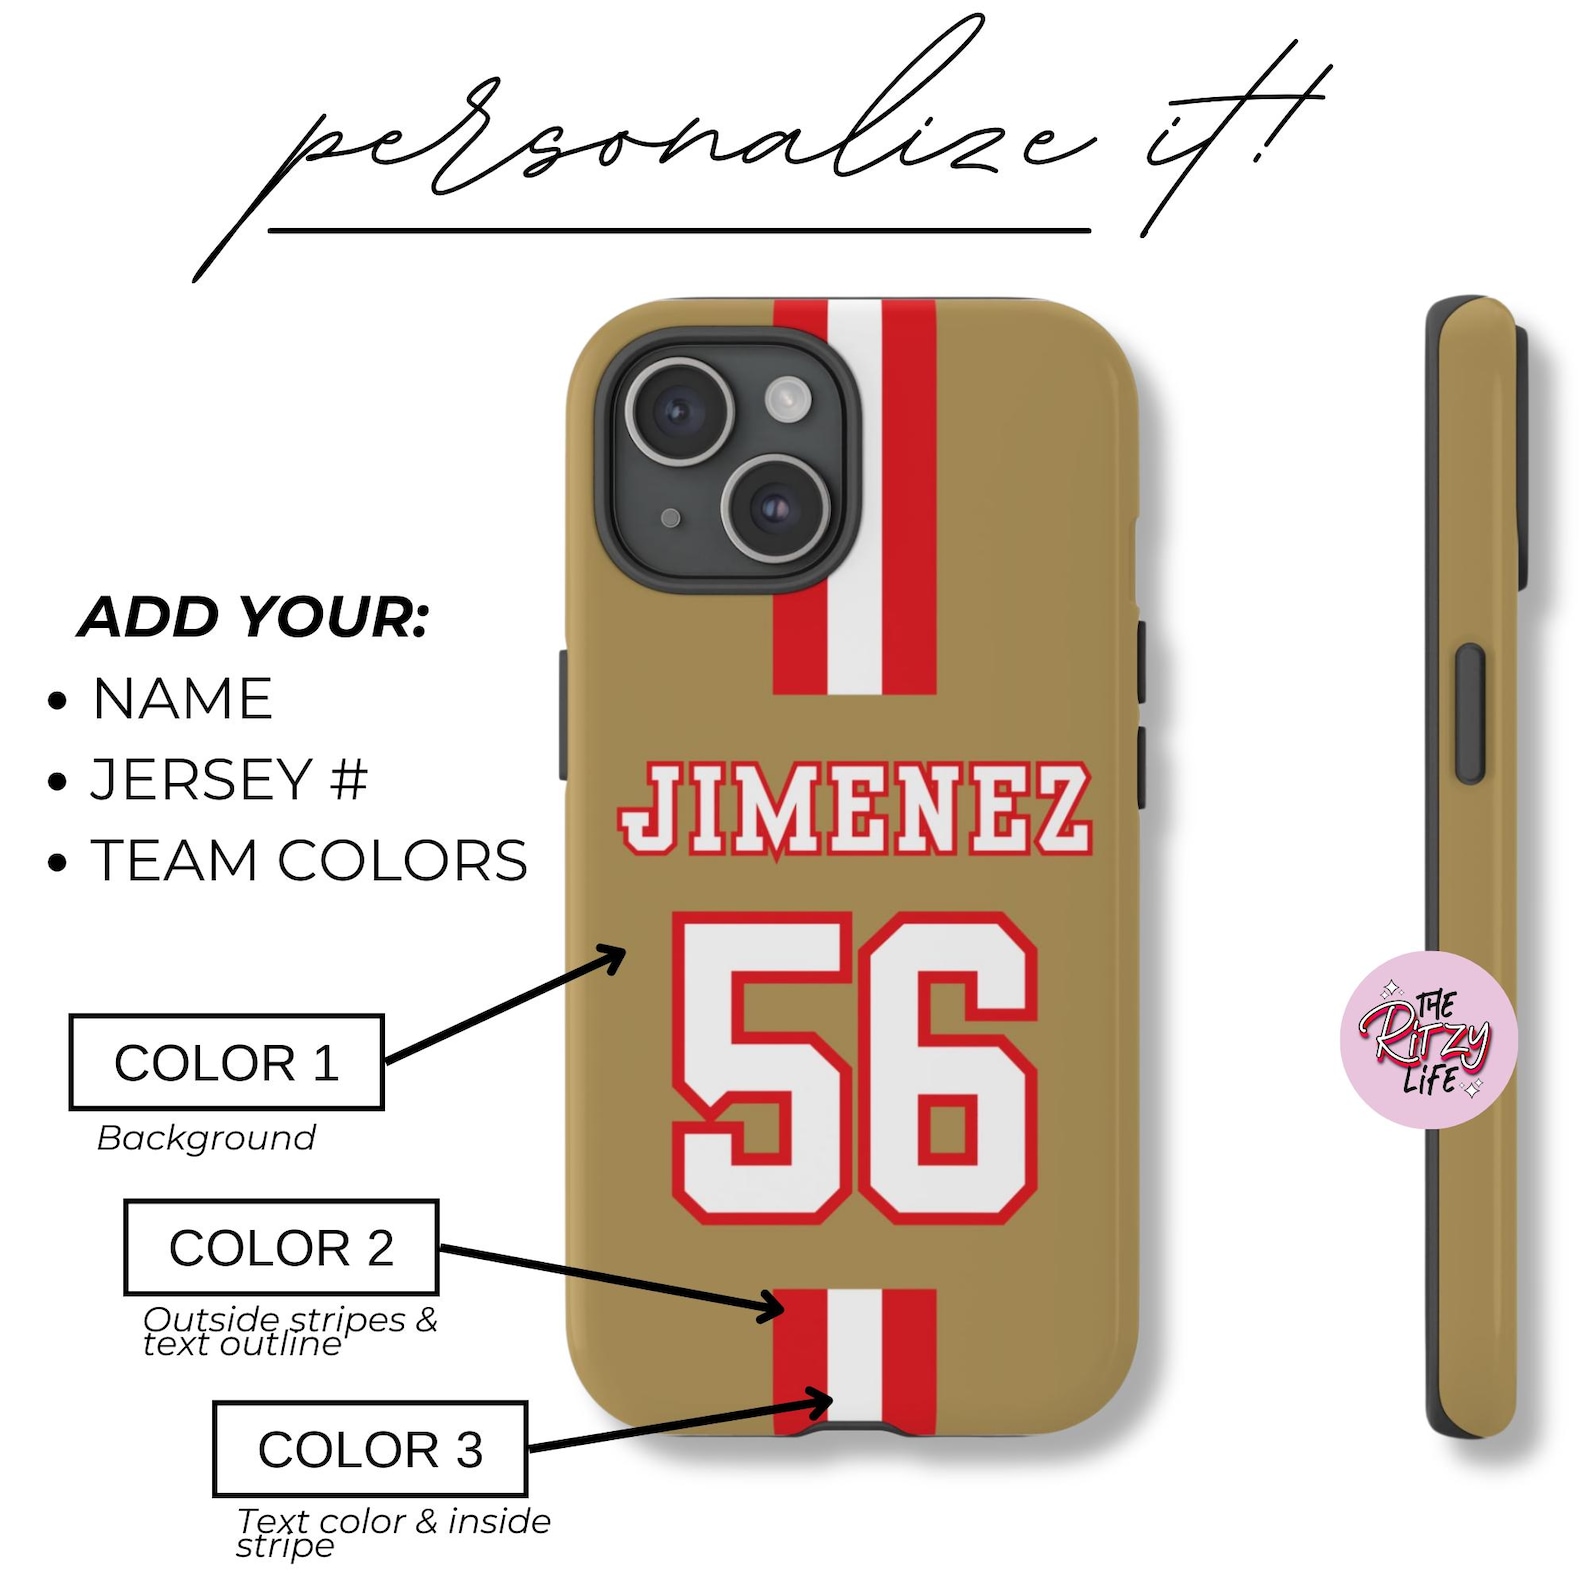 personalize it!
ADD YOUR:
• NAME
• JERSEY #
• TEAM COLORS
JIMENEZ
56
COLOR 1
Background
COLOR 2
Outside stripes &
text outline
COLOR 3
Text color & inside
stripe
THE
RiTZY
LiFE